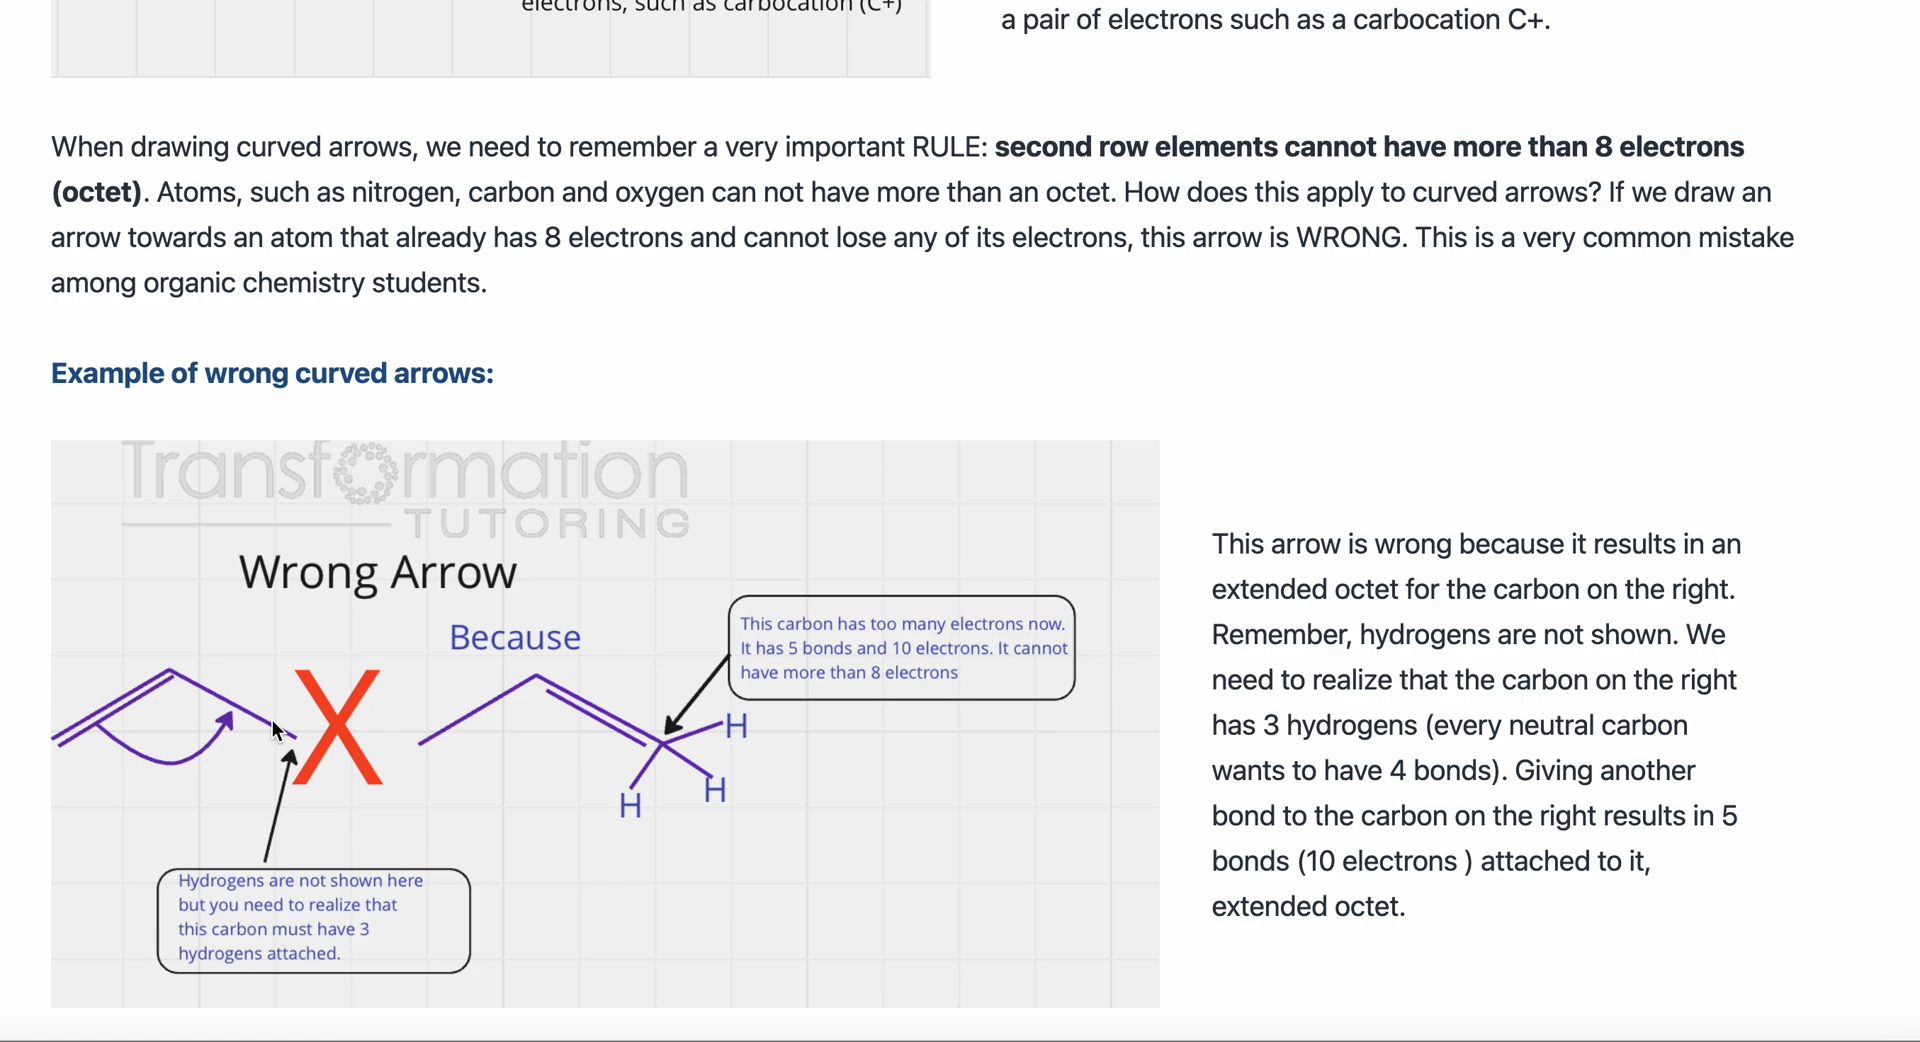 electrons, such as carbocation (C+)
a pair of electrons such as a carbocation C+.
When drawing curved arrows, we need to remember a very important RULE: second row elements cannot have more than 8 electrons
(octet). Atoms, such as nitrogen, carbon and oxygen can not have more than an octet. How does this apply to curved arrows? If we draw an
arrow towards an atom that already has 8 electrons and cannot lose any of its electrons, this arrow is WRONG. This is a very common mistake
among organic chemistry students.
Example of wrong curved arrows:
Transformation
TUTORING
Wrong Arrow
Because
This carbon has too many electrons now.
It has 5 bonds and 10 electrons. It cannot
have more than 8 electrons
X
H
H
H
Hydrogens are not shown here
but you need to realize that
this carbon must have 3
hydrogens attached.
This arrow is wrong because it results in an
extended octet for the carbon on the right.
Remember, hydrogens are not shown. We
need to realize that the carbon on the right
has 3 hydrogens (every neutral carbon
wants to have 4 bonds). Giving another
bond to the carbon on the right results in 5
bonds (10 electrons ) attached to it,
extended octet.